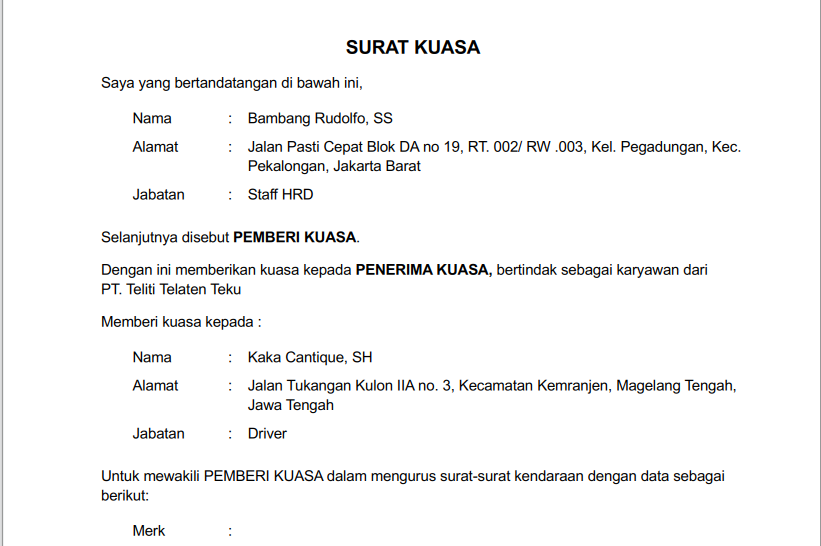 SURAT KUASA
Saya yang bertandatangan di bawah ini,
Nama : Bambang Rudolfo, SS
Alamat : Jalan Pasti Cepat Blok DA no 19, RT. 002/ RW .003, Kel. Pegadungan, Kec.
Pekalongan, Jakarta Barat
Jabatan : Staff HRD
Selanjutnya disebut PEMBERI KUASA.
Dengan ini memberikan kuasa kepada PENERIMA KUASA, bertindak sebagai karyawan dari
PT. Teliti Telaten Teku
Memberi kuasa kepada :
Nama : Kaka Cantique, SH
Alamat : Jalan Tukangan Kulon IIA no. 3, Kecamatan Kemranjen, Magelang Tengah,
Jawa Tengah
Jabatan : Driver
Untuk mewakili PEMBERI KUASA dalam mengurus surat-surat kendaraan dengan data sebagai
berikut:
Merk :